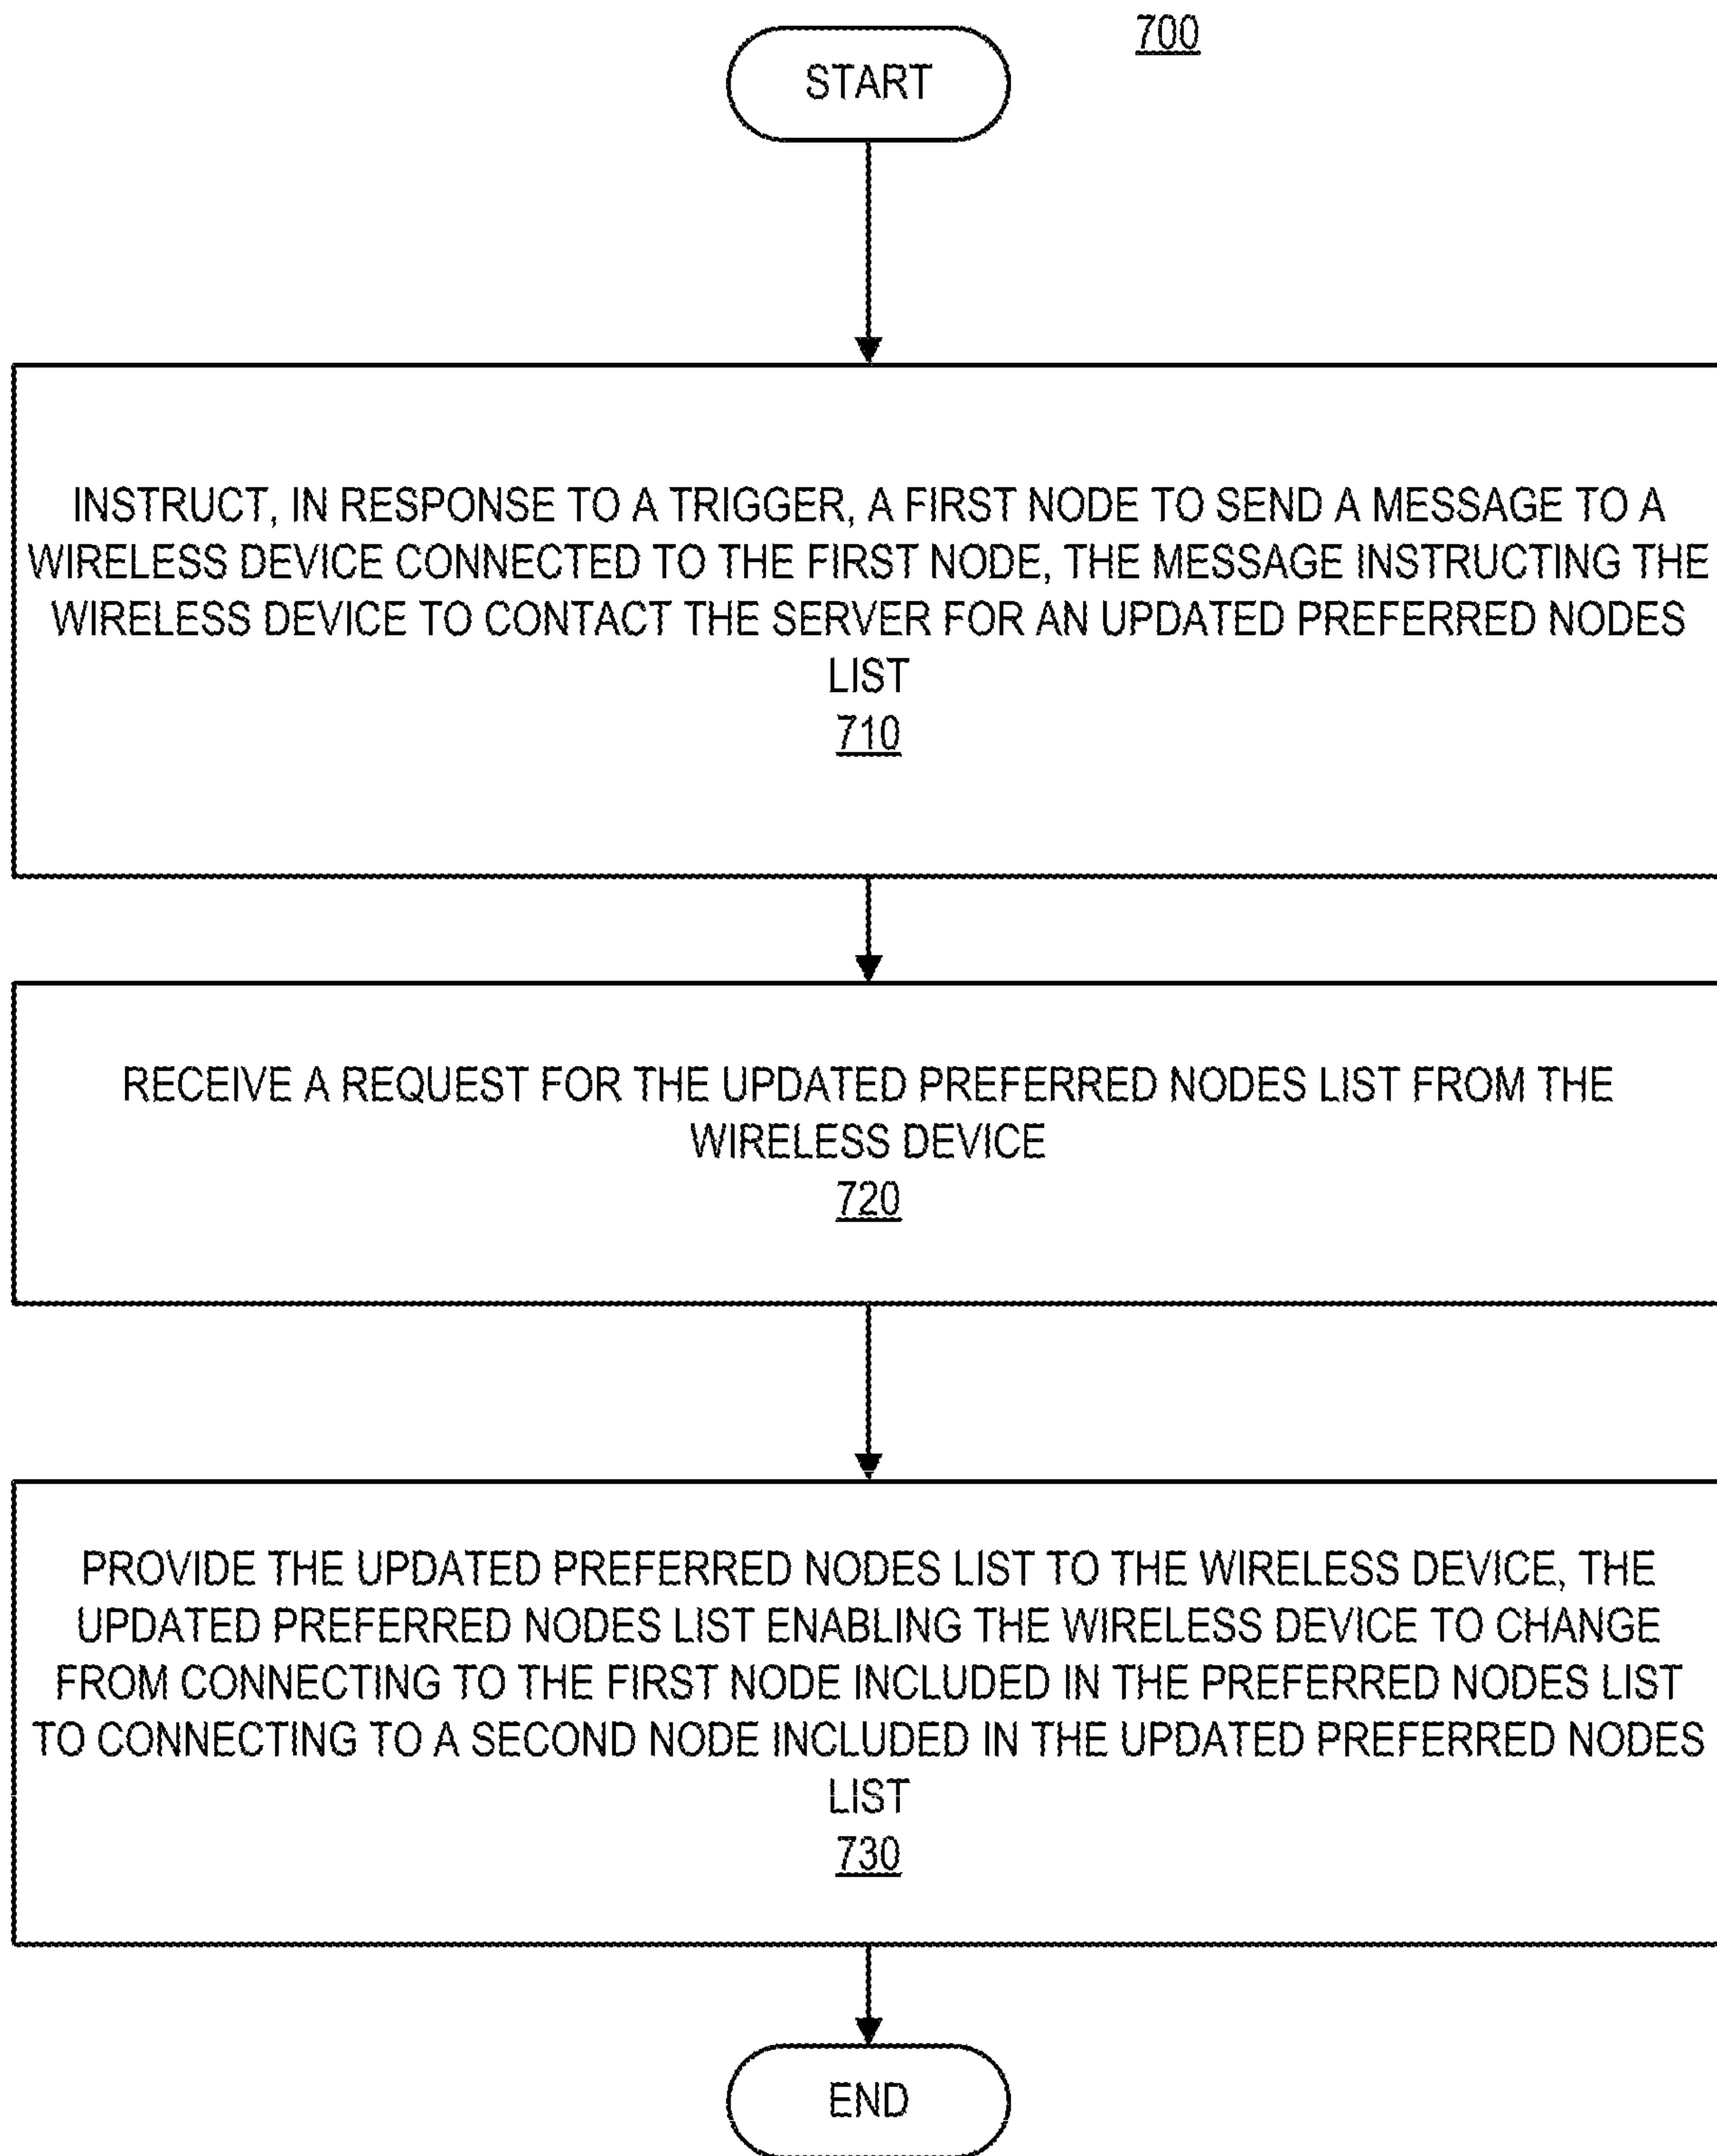 700
START
INSTRUCT, IN RESPONSE TO A TRIGGER, A FIRST NODE TO SEND A MESSAGE TO A
WIRELESS DEVICE CONNECTED TO THE FIRST NODE, THE MESSAGE INSTRUCTING THE
WIRELESS DEVICE TO CONTACT THE SERVER FOR AN UPDATED PREFERRED NODES
LIST
710
RECEIVE A REQUEST FOR THE UPDATED PREFERRED NODES LIST FROM THE
WIRELESS DEVICE
720
PROVIDE THE UPDATED PREFERRED NODES LIST TO THE WIRELESS DEVICE, THE
UPDATED PREFERRED NODES LIST ENABLING THE WIRELESS DEVICE TO CHANGE
FROM CONNECTING TO THE FIRST NODE INCLUDED IN THE PREFERRED NODES LIST
TO CONNECTING TO A SECOND NODE INCLUDED IN THE UPDATED PREFERRED NODES
LIST
730
END